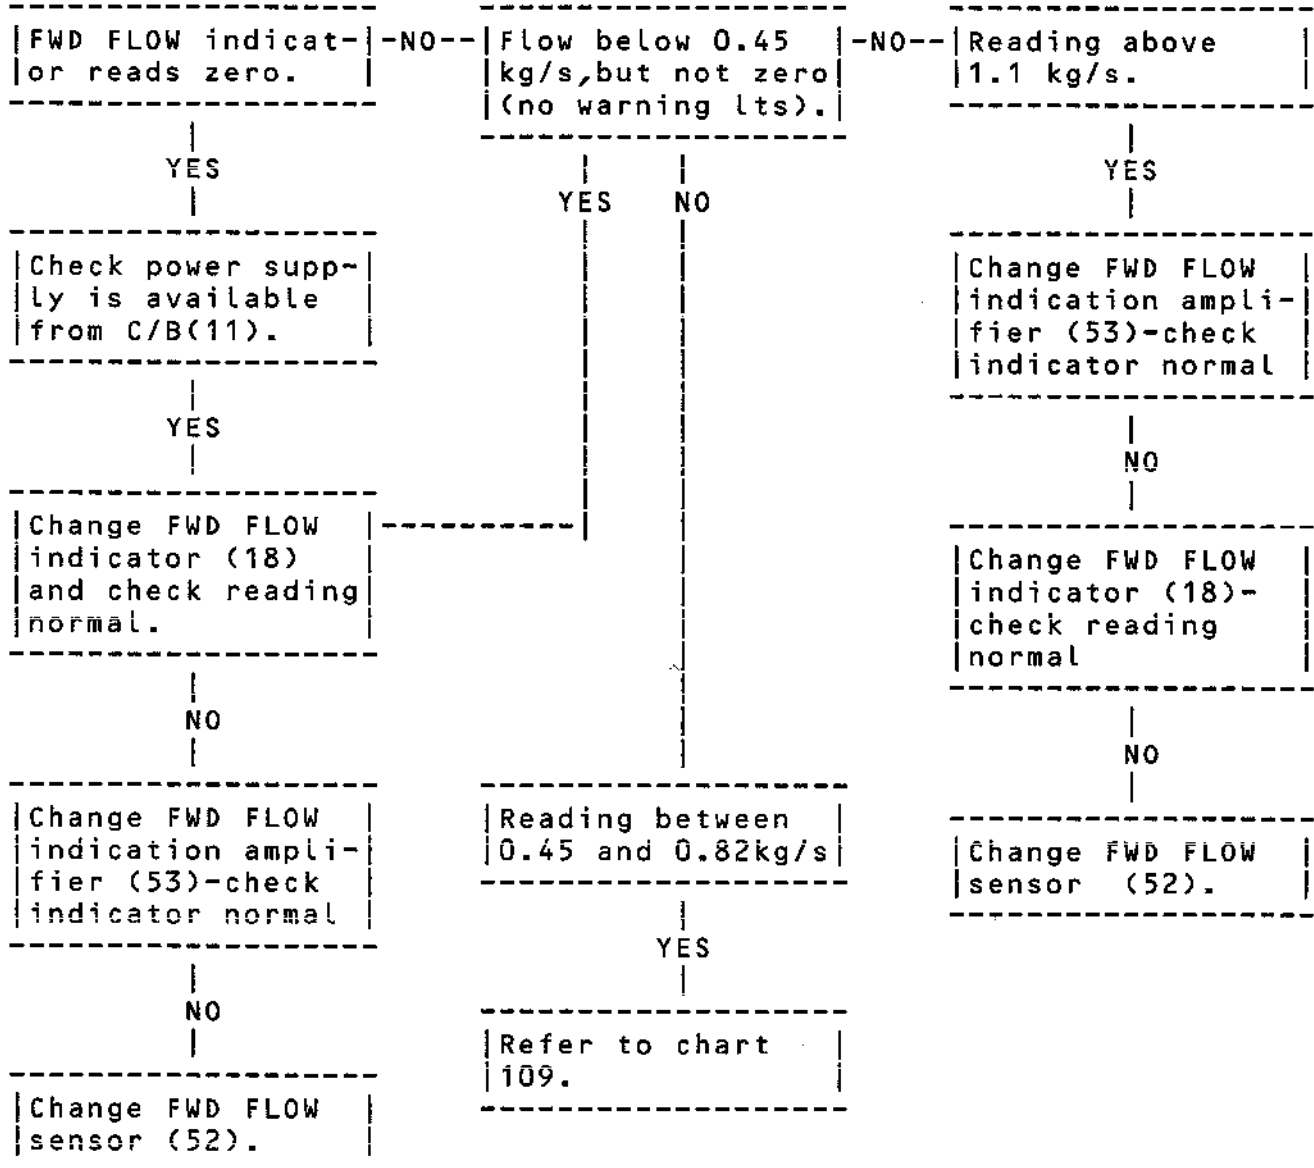 FWD FLOW indicat-
or reads zero.
-NO--
Flow below 0.45
kg/s,but not zero
(no warning lts).
-NO--
Reading above
1.1 kg/s.
YES
YES
NO
YES
Check power supp-
ly is available
from C/B(11).
Change FWD FLOW
indication ampli-
fier (53)-check
indicator normal
YES
NO
Change FWD FLOW
indicator (18)
and check reading
normal.
Change FWD FLOW
indicator (18)-
check reading
normal
NO
NO
Change FWD FLOW
indication ampli-
fier (53)-check
indicator normal
Reading between
0.45 and 0.82kg/s
Change FWD FLOW
sensor (52).
NO
YES
Refer to chart
109.
Change FWD FLOW
sensor (52).